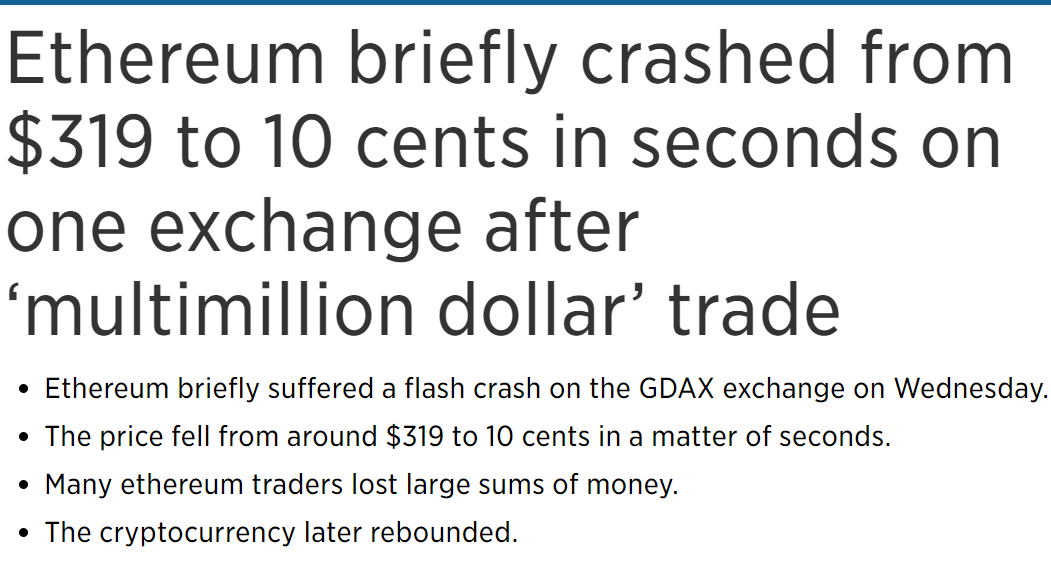 Ethereum briefly crashed from
$319 to 10 cents in seconds on
one exchange after
‘multimillion dollar’ trade
• Ethereum briefly suffered a flash crash on the GDAX exchange on Wednesday.
• The price fell from around $319 to 10 cents in a matter of seconds.
• Many ethereum traders lost large sums of money.
• The cryptocurrency later rebounded.